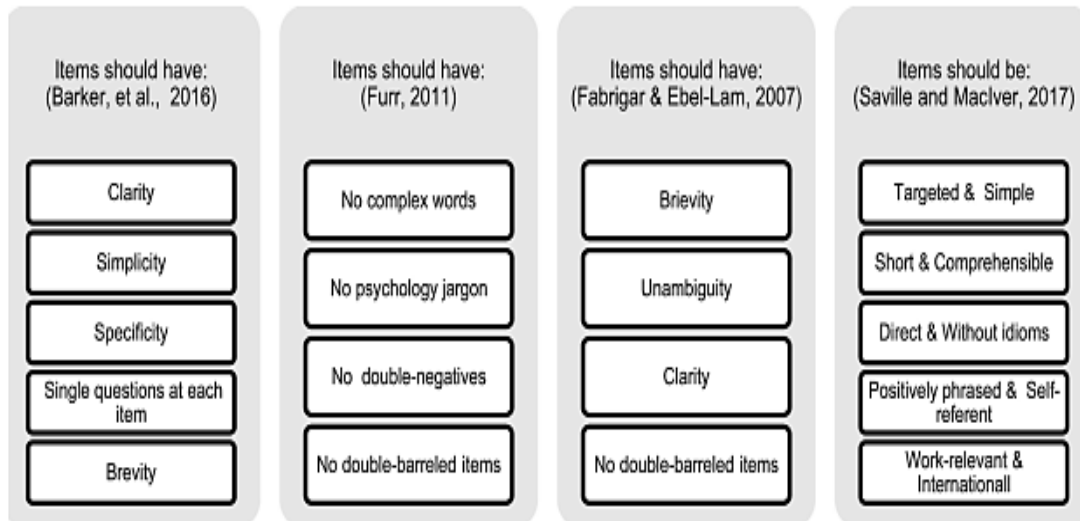 Items should have:
(Barker, et al., 2016)
Clarity
Simplicity
Specificity
Single questions at each
item
Brevity
Items should have:
(Furr, 2011)
No complex words
No psychology jargon
No double-negatives
No double-barreled items
Items should have:
(Fabrigar & Ebel-Lam, 2007)
Brievity
Unambiguity
Clarity
No double-barreled items
Items should be:
(Saville and MacIver, 2017)
Targeted & Simple
Short & Comprehensible
Direct & Without idioms
Positively phrased & Self-
referent
Work-relevant &
Internationall